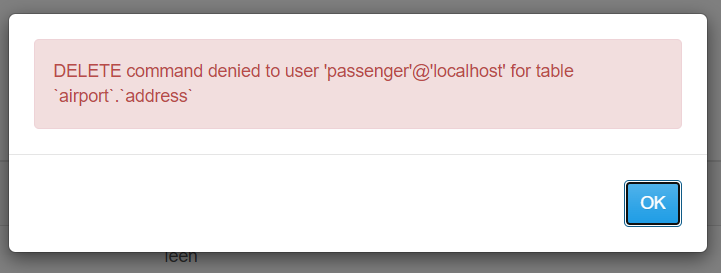 DELETE command denied to user 'passenger'@'localhost' for table
`airport`.`address`
OK